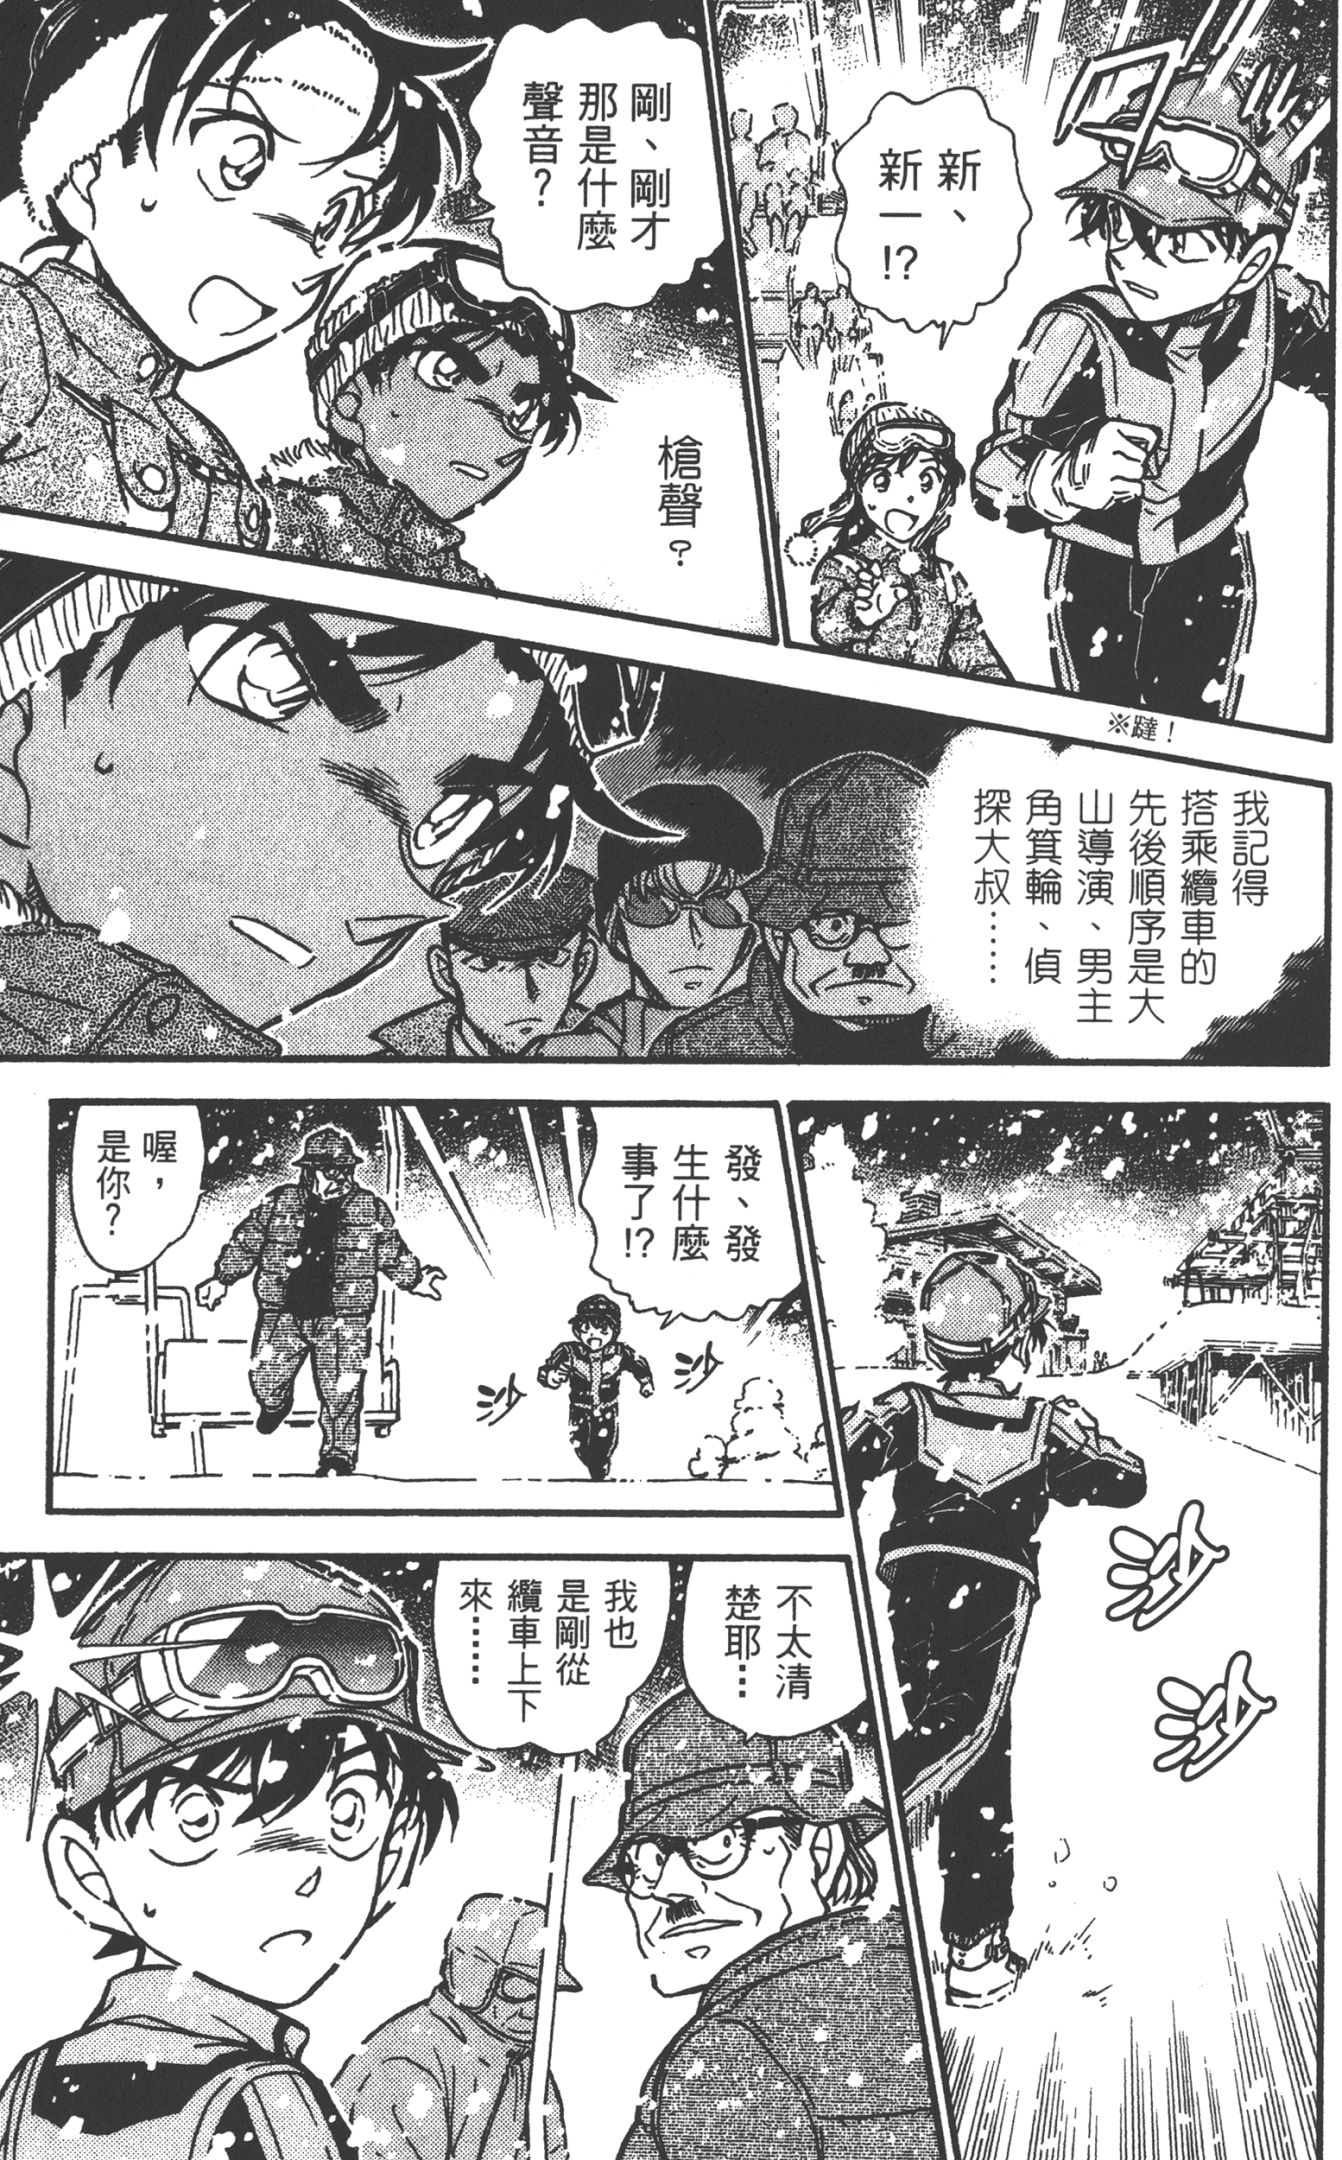 新、
新一!?
ダッ
※躂！
剛、剛才
那是什麼
聲音？
槍聲？
我記得
搭乘纜車的
先後順序是大
山導演、男主
角箕輪、偵
探大叔……
沙
沙
發、發
生什麼
事了!?
沙
沙
喔，
是你？
不太清
楚耶…
我也
是剛從
纜車上下
來……